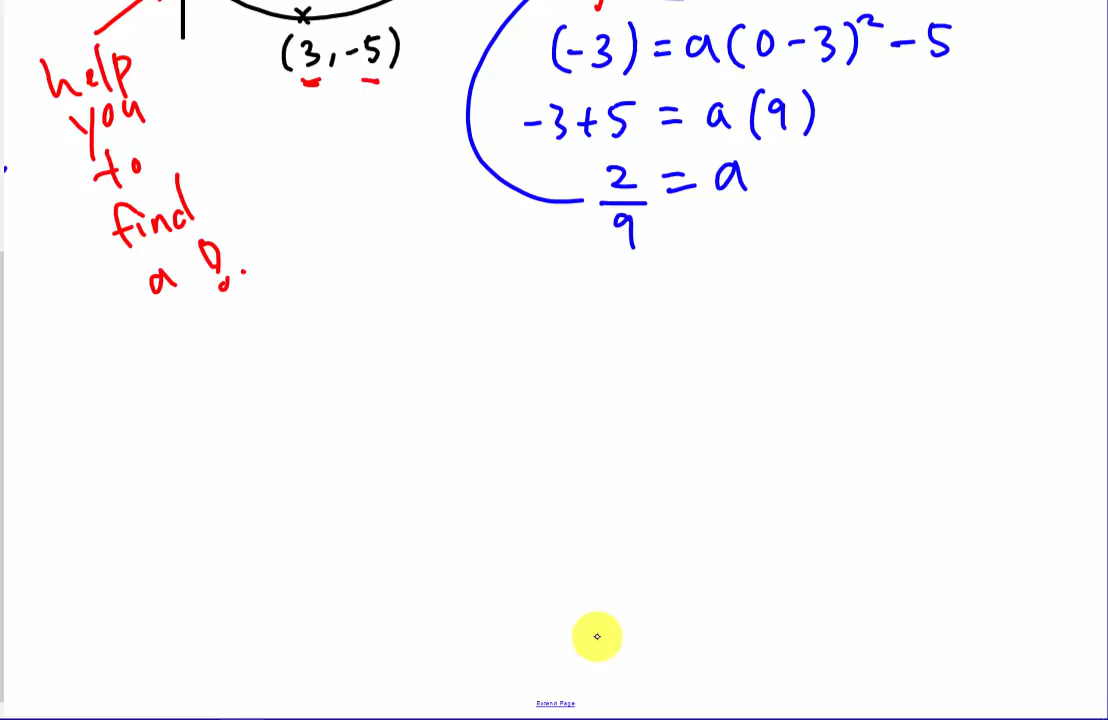 (3,-5)
help
you
to
find
a ?.
(-3) = a(0-3)² - 5
-3+5 = a(9)
2/9 = a
Extend Page